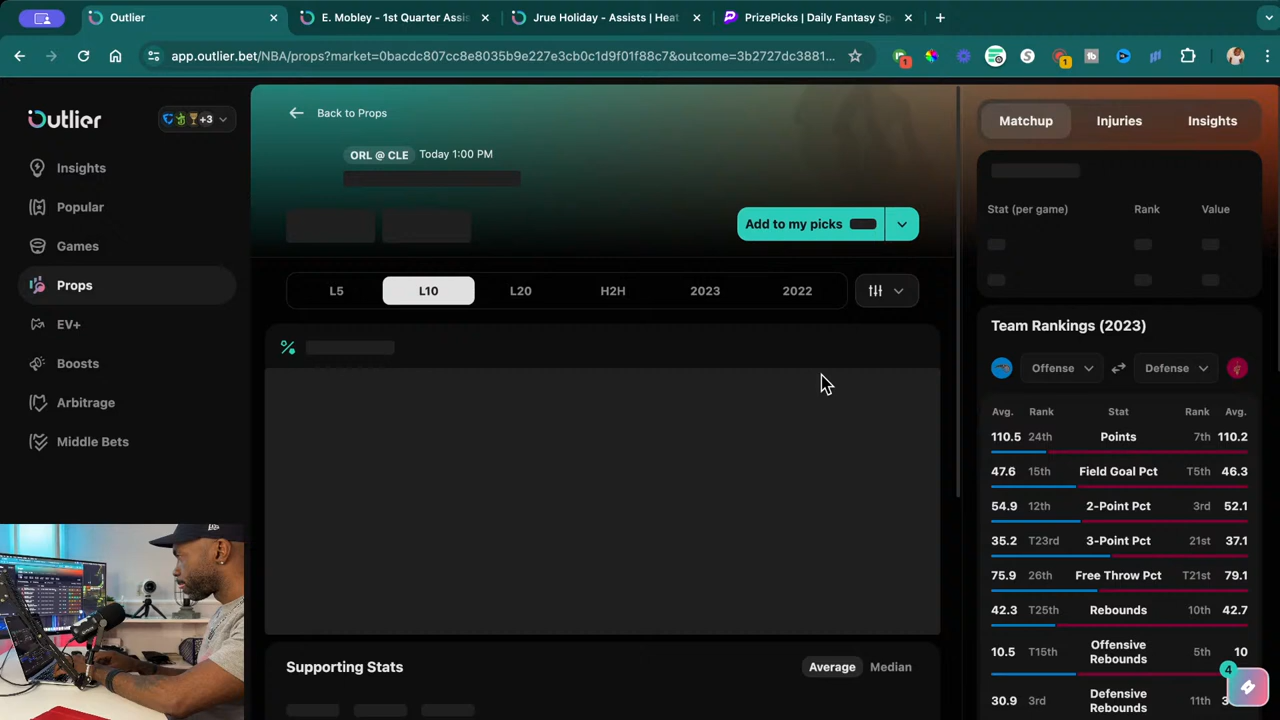 Outlier
E. Mobley - 1st Quarter Assis
Jrue Holiday - Assists | Heat
PrizePicks | Daily Fantasy Sp
app.outlier.bet/NBA/props?market=0bacdc807cc8e8035b9e227e3cb0c1d9f01f88c7&outcome=3b2727dc3881...
Outlier
+3
Insights
Popular
Games
Props
EV+
Boosts
Arbitrage
Middle Bets
Back to Props
ORL @ CLE Today 1:00 PM
Add to my picks
L5 L10 L20 H2H 2023 2022
Supporting Stats
Average Median
Matchup Injuries Insights
Stat (per game) Rank Value
Team Rankings (2023)
Offense Defense
Avg. Rank Stat Rank Avg.
110.5 24th Points 7th 110.2
47.6 15th Field Goal Pct T5th 46.3
54.9 12th 2-Point Pct 3rd 52.1
35.2 T23rd 3-Point Pct 21st 37.1
75.9 26th Free Throw Pct T21st 79.1
42.3 T25th Rebounds 10th 42.7
10.5 T15th Offensive Rebounds 5th 10
30.9 3rd Defensive Rebounds 11th
4